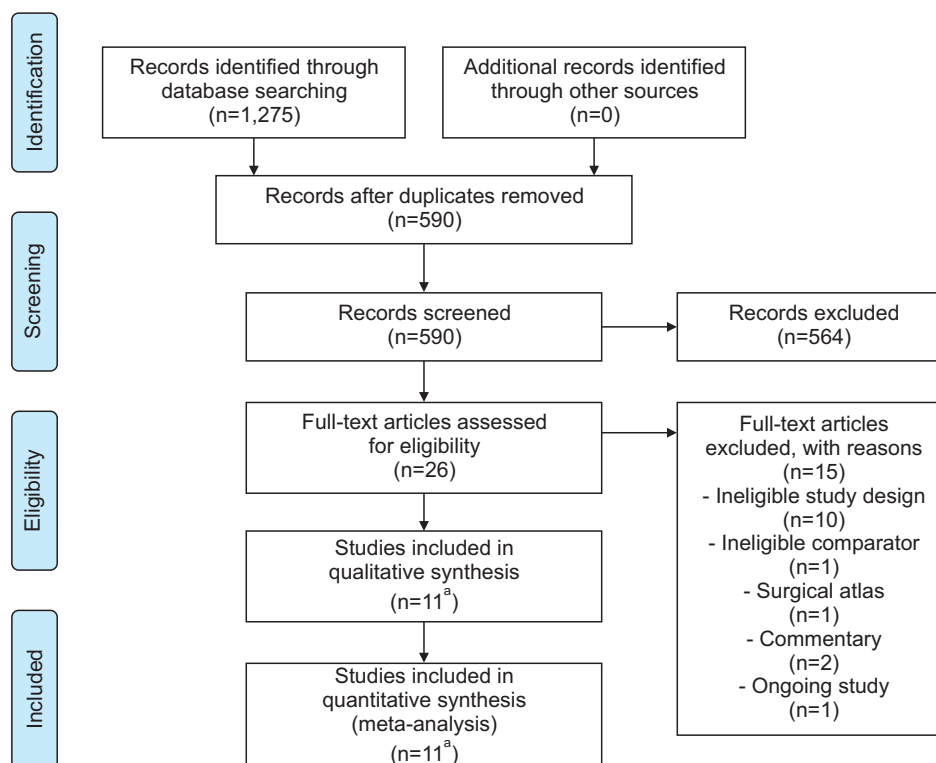 Identification
Records identified through
database searching
(n=1,275)
Additional records identified
through other sources
(n=0)
Records after duplicates removed
(n=590)
Screening
Records screened
(n=590)
Records excluded
(n=564)
Eligibility
Full-text articles assessed
for eligibility
(n=26)
Full-text articles
excluded, with reasons
(n=15)
- Ineligible study design
(n=10)
- Ineligible comparator
(n=1)
- Surgical atlas
(n=1)
- Commentary
(n=2)
- Ongoing study
(n=1)
Studies included in
qualitative synthesis
(n=11ᵃ)
Included
Studies included in
quantitative synthesis
(meta-analysis)
(n=11ᵃ)